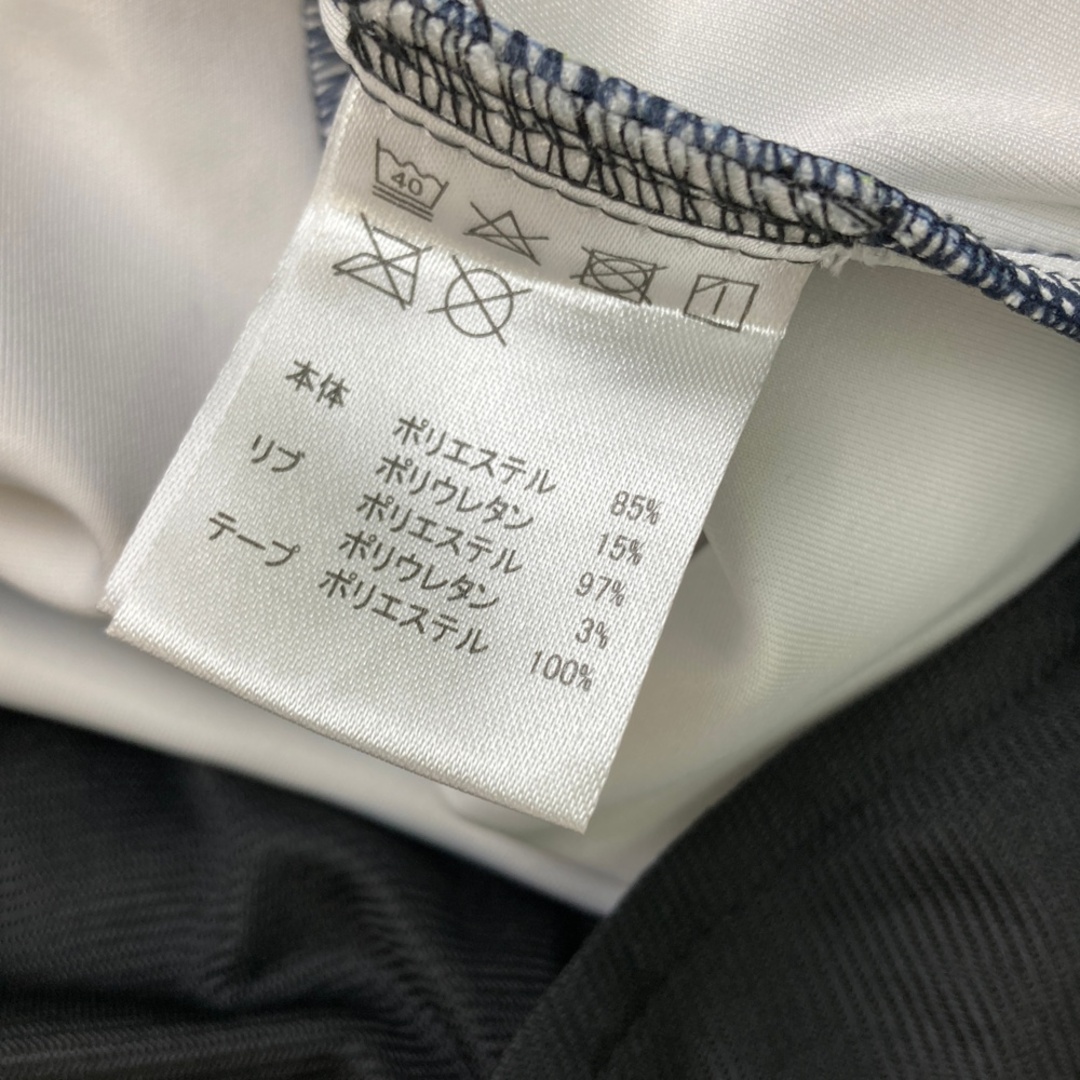 40
本体 ポリエステル 85%
ポリウレタン 15%
リブ ポリエステル 97%
ポリウレタン 3%
テープ ポリエステル 100%